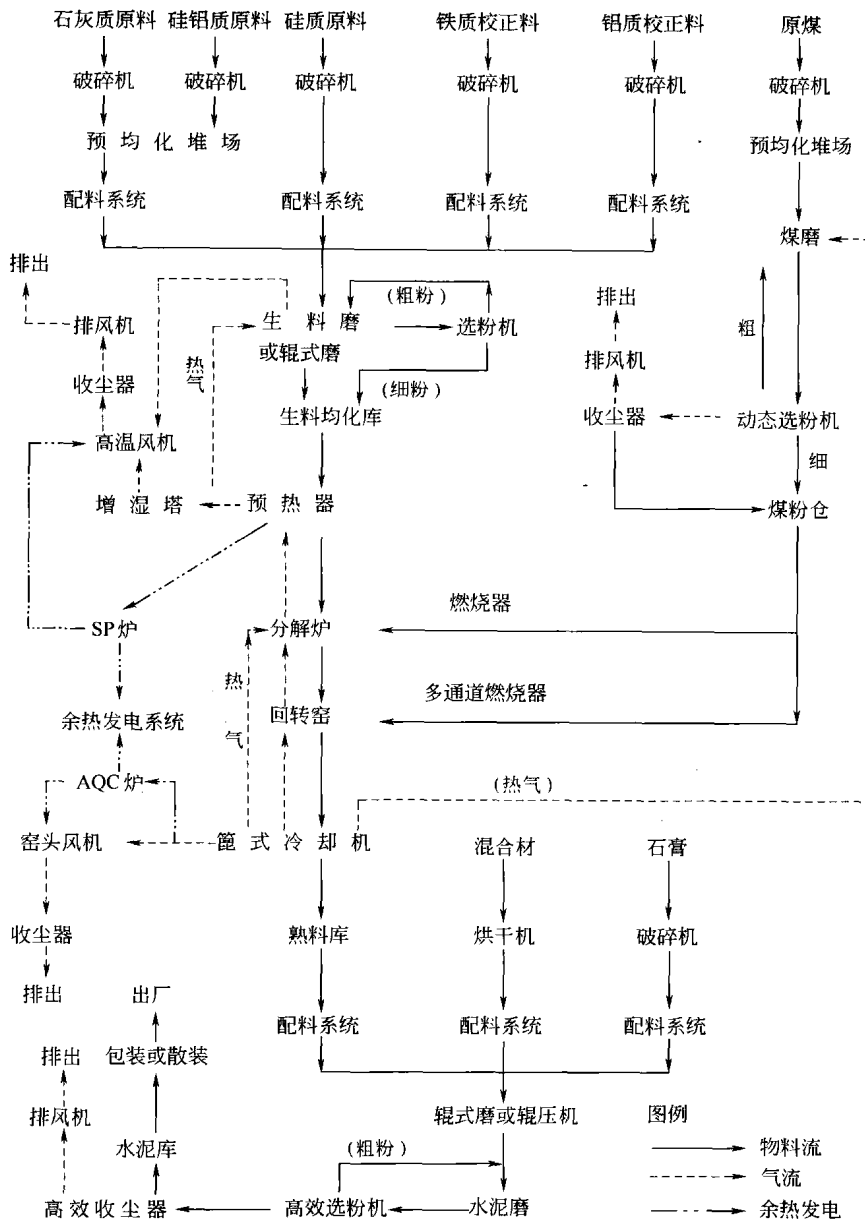 石灰质原料 硅铝质原料 硅质原料 铁质校正料 铝质校正料 原煤
破碎机 破碎机 破碎机 破碎机 破碎机 破碎机
预均化堆场 预均化堆场
配料系统 配料系统 配料系统 配料系统
煤磨
排出
(粗粉)
排出
排风机 生料磨 选粉机
粗
热气
或辊式磨
排风机
收尘器 (细粉)
生料均化库 收尘器 动态选粉机
高温风机
细
增湿塔 预热器 煤粉仓
燃烧器
SP炉 分解炉
热气
多通道燃烧器
余热发电系统 回转窑
AQC炉 (热气)
窑头风机 篦式冷却机 混合材 石膏
收尘器 熟料库 烘干机 破碎机
排出 出厂
配料系统 配料系统 配料系统
排出 包装或散装
排风机 辊式磨或辊压机 图例
水泥库 (粗粉) 物料流
气流
高效收尘器 高效选粉机 水泥磨 余热发电